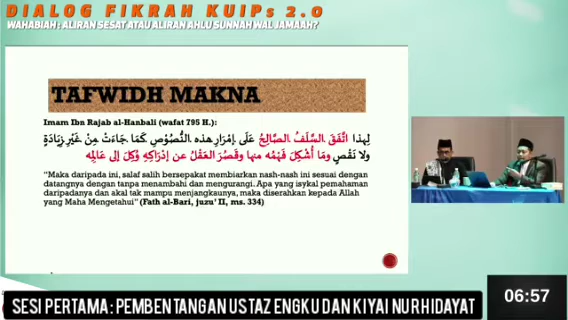 DIALOG FIKRAH KUIPs 2.0
WAHABIAH : ALIRAN SESAT ATAU ALIRAN AHLU SUNNAH WAL JAMAAH?
TAFWIDH MAKNA
Imam Ibn Rajab al-Hanbali (wafat 795 H.):
لِهذا اتَّفَقَ السَّلَفُ الصَّالِحُ عَلَى إِمْرَارِ هذه النُّصُوْصِ كَمَا جَاءَتْ مِنْ غَيْرِ زِيَادَةٍ
ولا نَقْصٍ وما أُشْكِلَ فَهْمُه منها وقَصُرَ العَقْلُ عن إِدْرَاكِهِ وُكِلَ إلى عَالِمِه
"Maka daripada ini, salaf salih bersepakat membiarkan nash-nash ini sesuai dengan
datangnya dengan tanpa menambahi dan mengurangi. Apa yang isykal pemahaman
daripadanya dan akal tak mampu menjangkaunya, maka diserahkan kepada Allah
yang Maha Mengetahui" (Fath al-Bari, juzu' II, ms. 334)
SESI PERTAMA : PEMBENTANGAN USTAZ ENGKU DAN KIYAI NURHIDAYAT
06:57